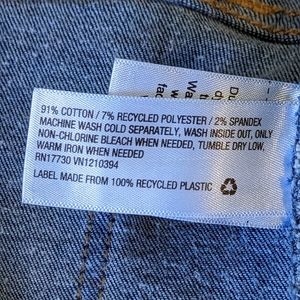 91% COTTON / 7% RECYCLED POLYESTER / 2% SPANDEX
MACHINE WASH COLD SEPARATELY, WASH INSIDE OUT, ONLY
NON-CHLORINE BLEACH WHEN NEEDED, TUMBLE DRY LOW,
WARM IRON WHEN NEEDED
RN17730 VN1210394
LABEL MADE FROM 100% RECYCLED PLASTIC